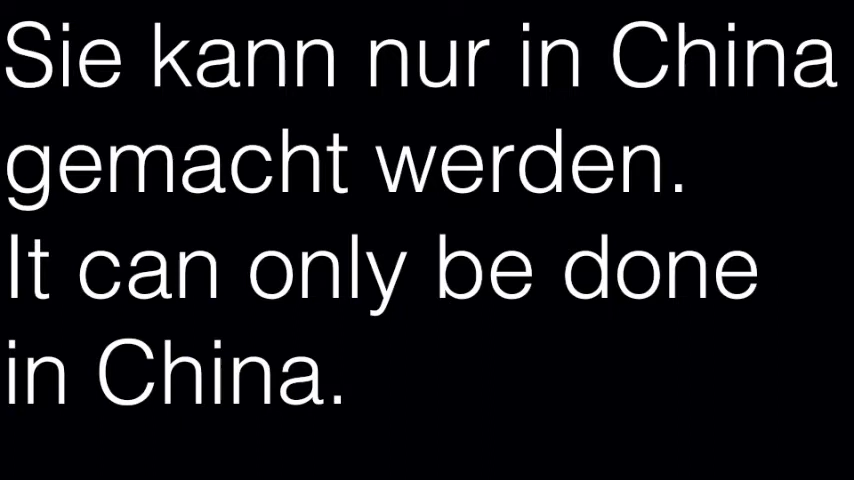 Sie kann nur in China
gemacht werden.
It can only be done
in China.